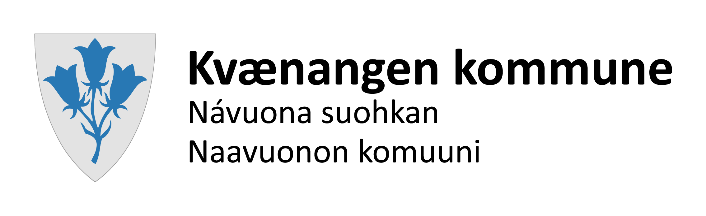 Kvænangen kommune
Návuona suohkan
Naavuonon komuuni